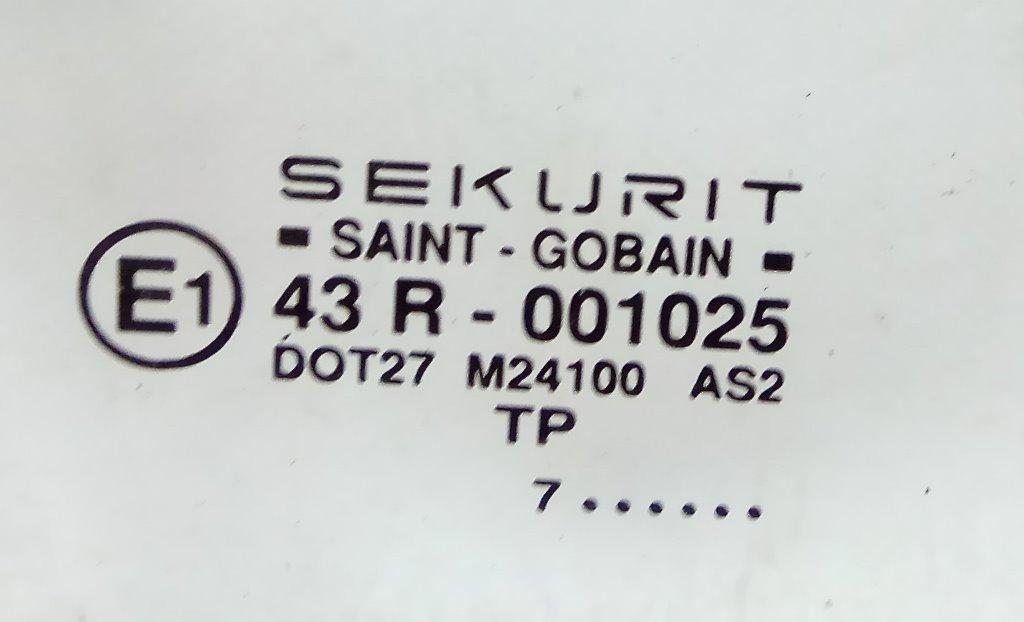 SEKURIT
SAINT - GOBAIN
E1
43 R - 001025
DOT27 M24100 AS2
TP
7 . . . . . .